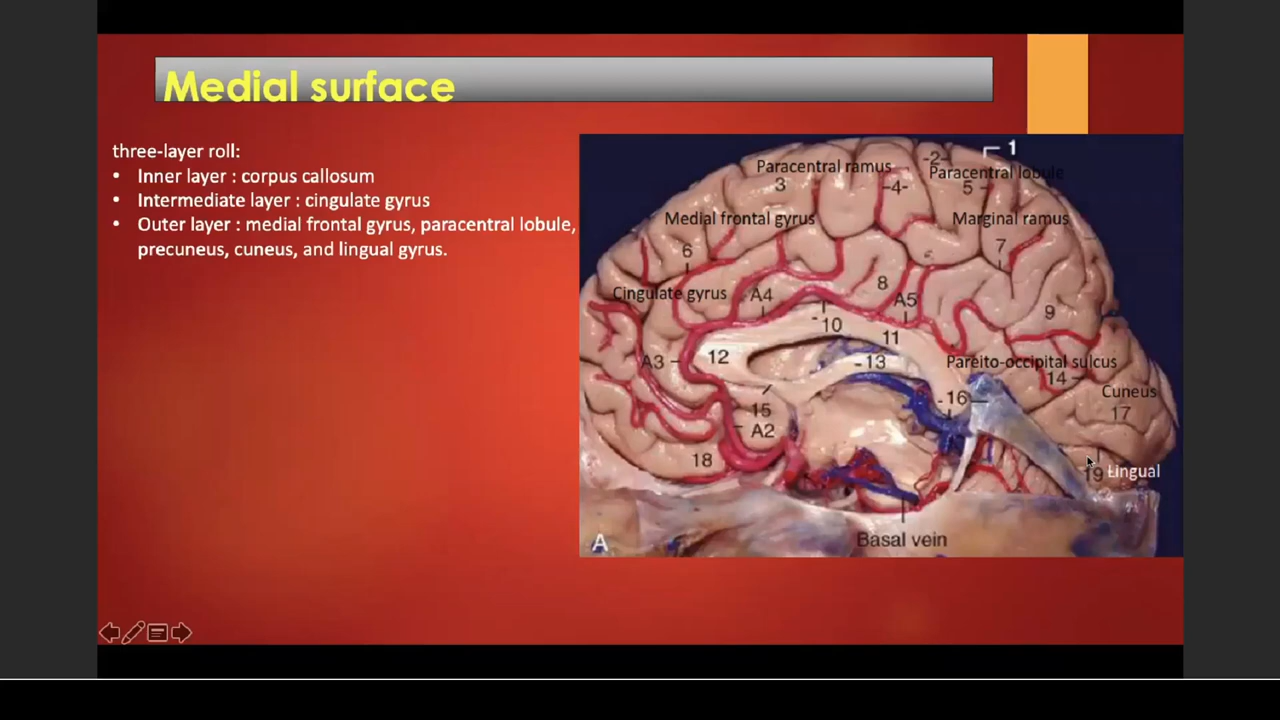 Medial surface
three-layer roll:
• Inner layer : corpus callosum
• Intermediate layer : cingulate gyrus
• Outer layer : medial frontal gyrus, paracentral lobule,
precuneus, cuneus, and lingual gyrus.
1
-2-
Paracentral ramus
Paracentral lobule
3
-4-
5
Medial frontal gyrus
Marginal ramus
6
7
8
Cingulate gyrus
A4
A5
9
10
11
12
A3
-13
Pareito-occipital sulcus
14
Cuneus
-16
15
17
A2
18
19
Lingual
A
Basal vein